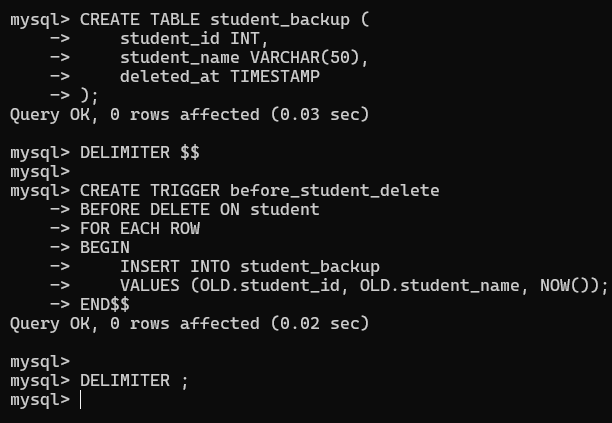 mysql> CREATE TABLE student_backup (
    ->     student_id INT,
    ->     student_name VARCHAR(50),
    ->     deleted_at TIMESTAMP
    -> );
Query OK, 0 rows affected (0.03 sec)

mysql> DELIMITER $$
mysql>
mysql> CREATE TRIGGER before_student_delete
    -> BEFORE DELETE ON student
    -> FOR EACH ROW
    -> BEGIN
    ->     INSERT INTO student_backup
    ->     VALUES (OLD.student_id, OLD.student_name, NOW());
    -> END$$
Query OK, 0 rows affected (0.02 sec)

mysql>
mysql> DELIMITER ;
mysql>